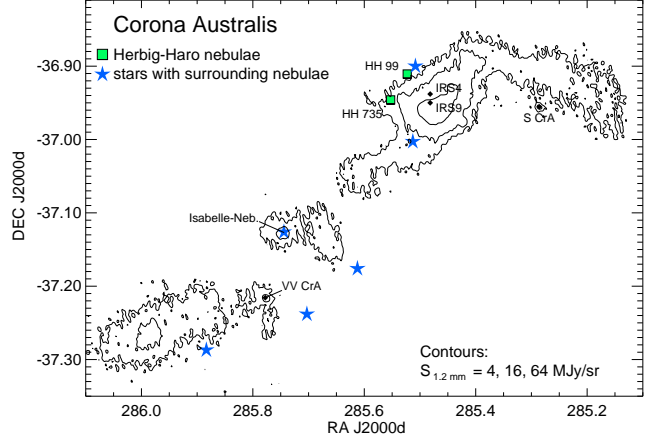 Corona Australis
Herbig-Haro nebulae
stars with surrounding nebulae
HH 99
IRS4
IRS9
HH 735
S CrA
Isabelle-Neb.
VV CrA
Contours:
S1.2 mm = 4, 16, 64 MJy/sr
-36.90
-37.00
-37.10
-37.20
-37.30
DEC J2000d
286.0 285.8 285.6 285.4 285.2
RA J2000d